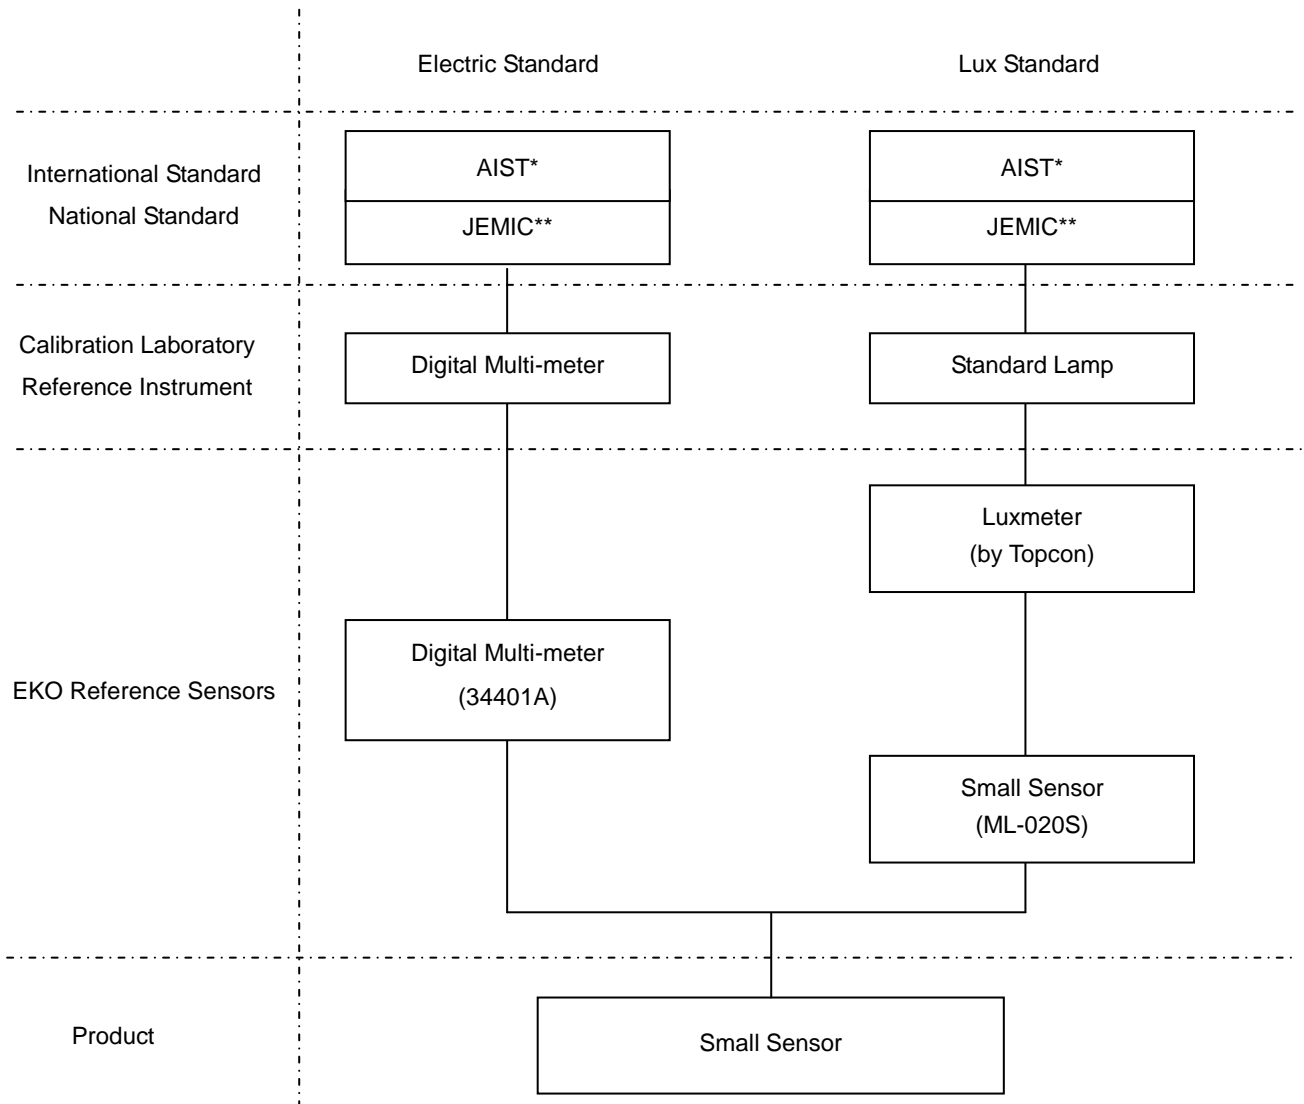 Electric Standard
Lux Standard
International Standard
National Standard
AIST*
JEMIC**
AIST*
JEMIC**
Calibration Laboratory
Reference Instrument
Digital Multi-meter
Standard Lamp
EKO Reference Sensors
Digital Multi-meter
(34401A)
Luxmeter
(by Topcon)
Small Sensor
(ML-020S)
Product
Small Sensor